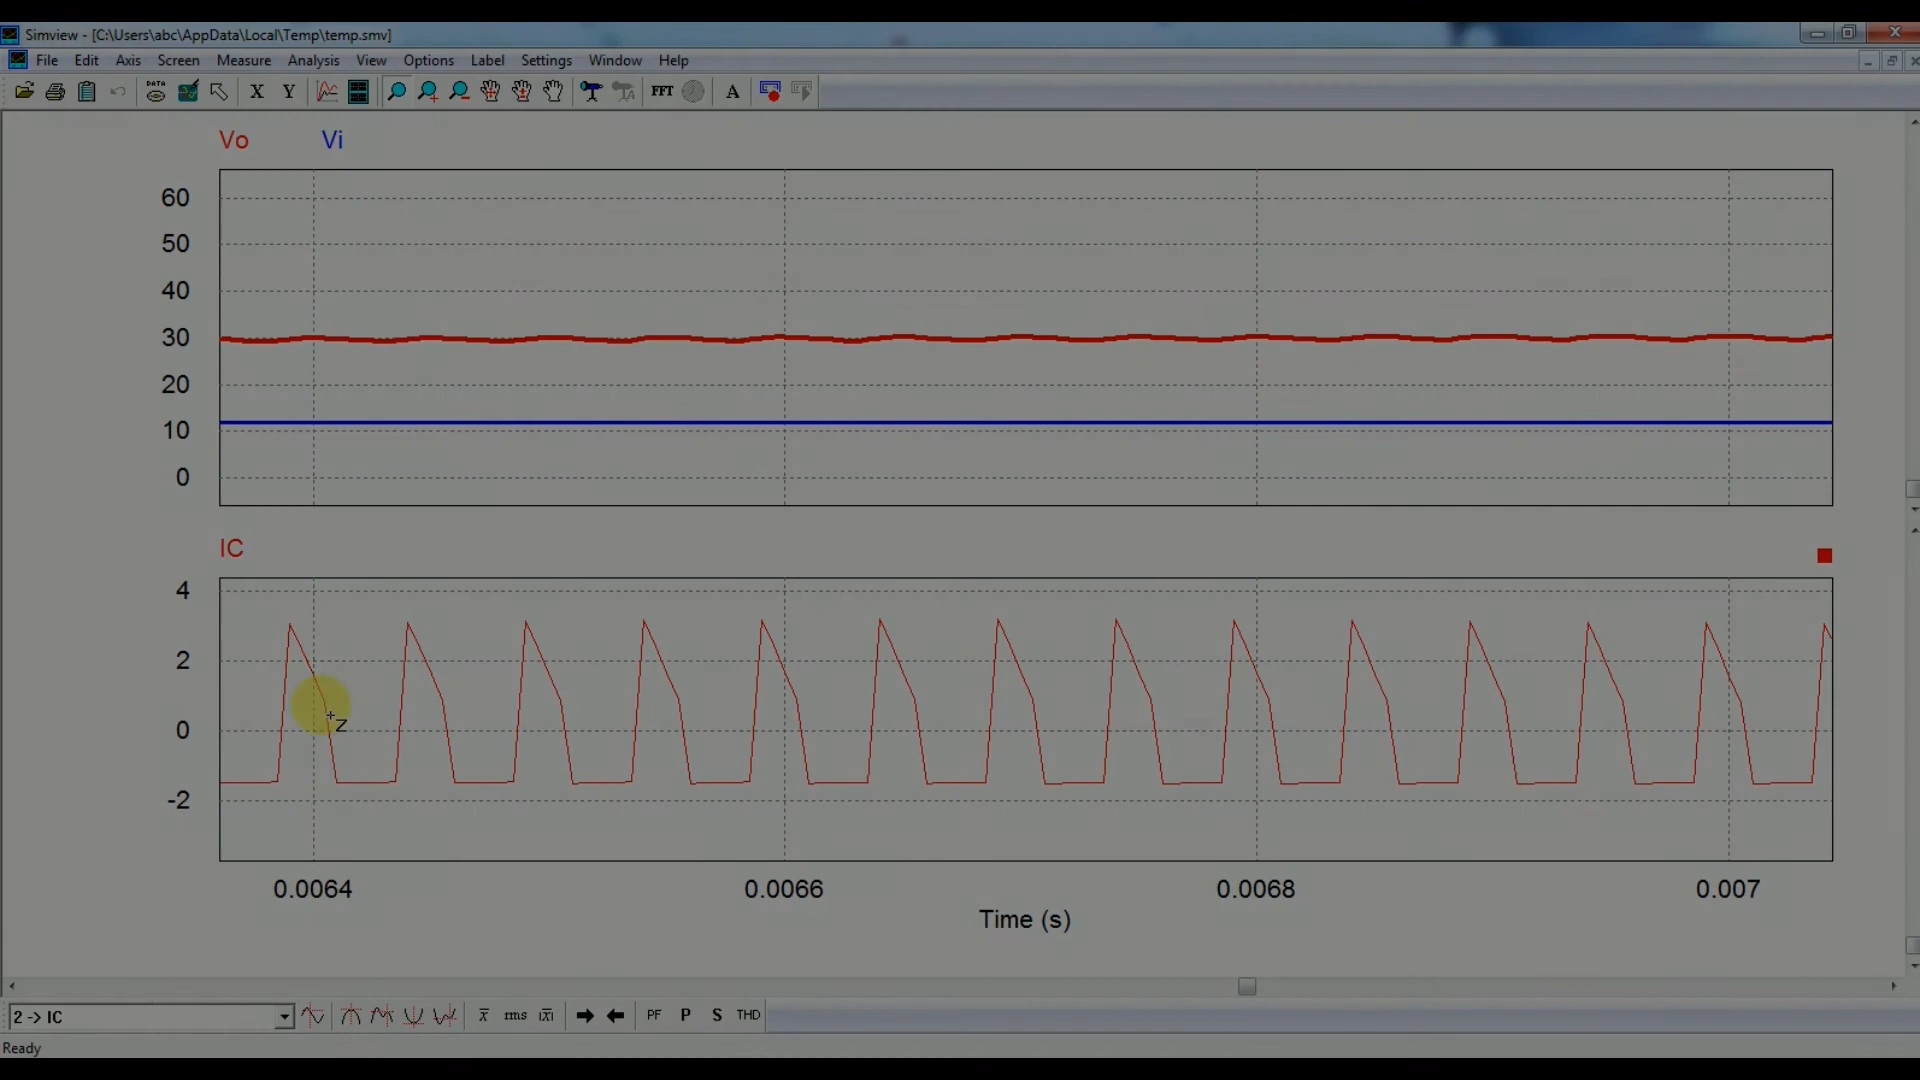 Simview - [C:\Users\abc\AppData\Local\Temp\temp.smv]
File Edit Axis Screen Measure Analysis View Options Label Settings Window Help
DATA X Y FFT A
Vo Vi
60
50
40
30
20
10
0
IC
4
2
0
-2
Z
0.0064 0.0066 0.0068 0.007
Time (s)
2 -> IC x rms |x| PF P S THD
Ready